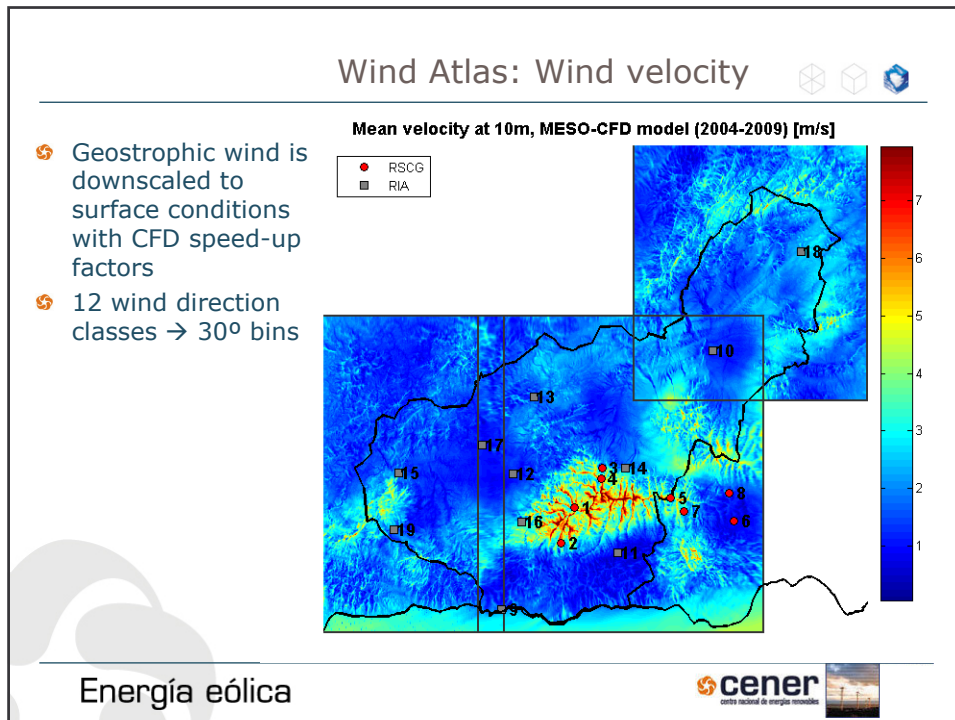 Wind Atlas: Wind velocity
Geostrophic wind is
downscaled to
surface conditions
with CFD speed-up
factors
12 wind direction
classes → 30º bins
Mean velocity at 10m, MESO-CFD model (2004-2009) [m/s]
RSCG
RIA
18
10
13
17
15
12
3
14
4
5
8
1
7
16
6
19
2
11
9
7
6
5
4
3
2
1
Energía eólica
cener
centro nacional de energías renovables